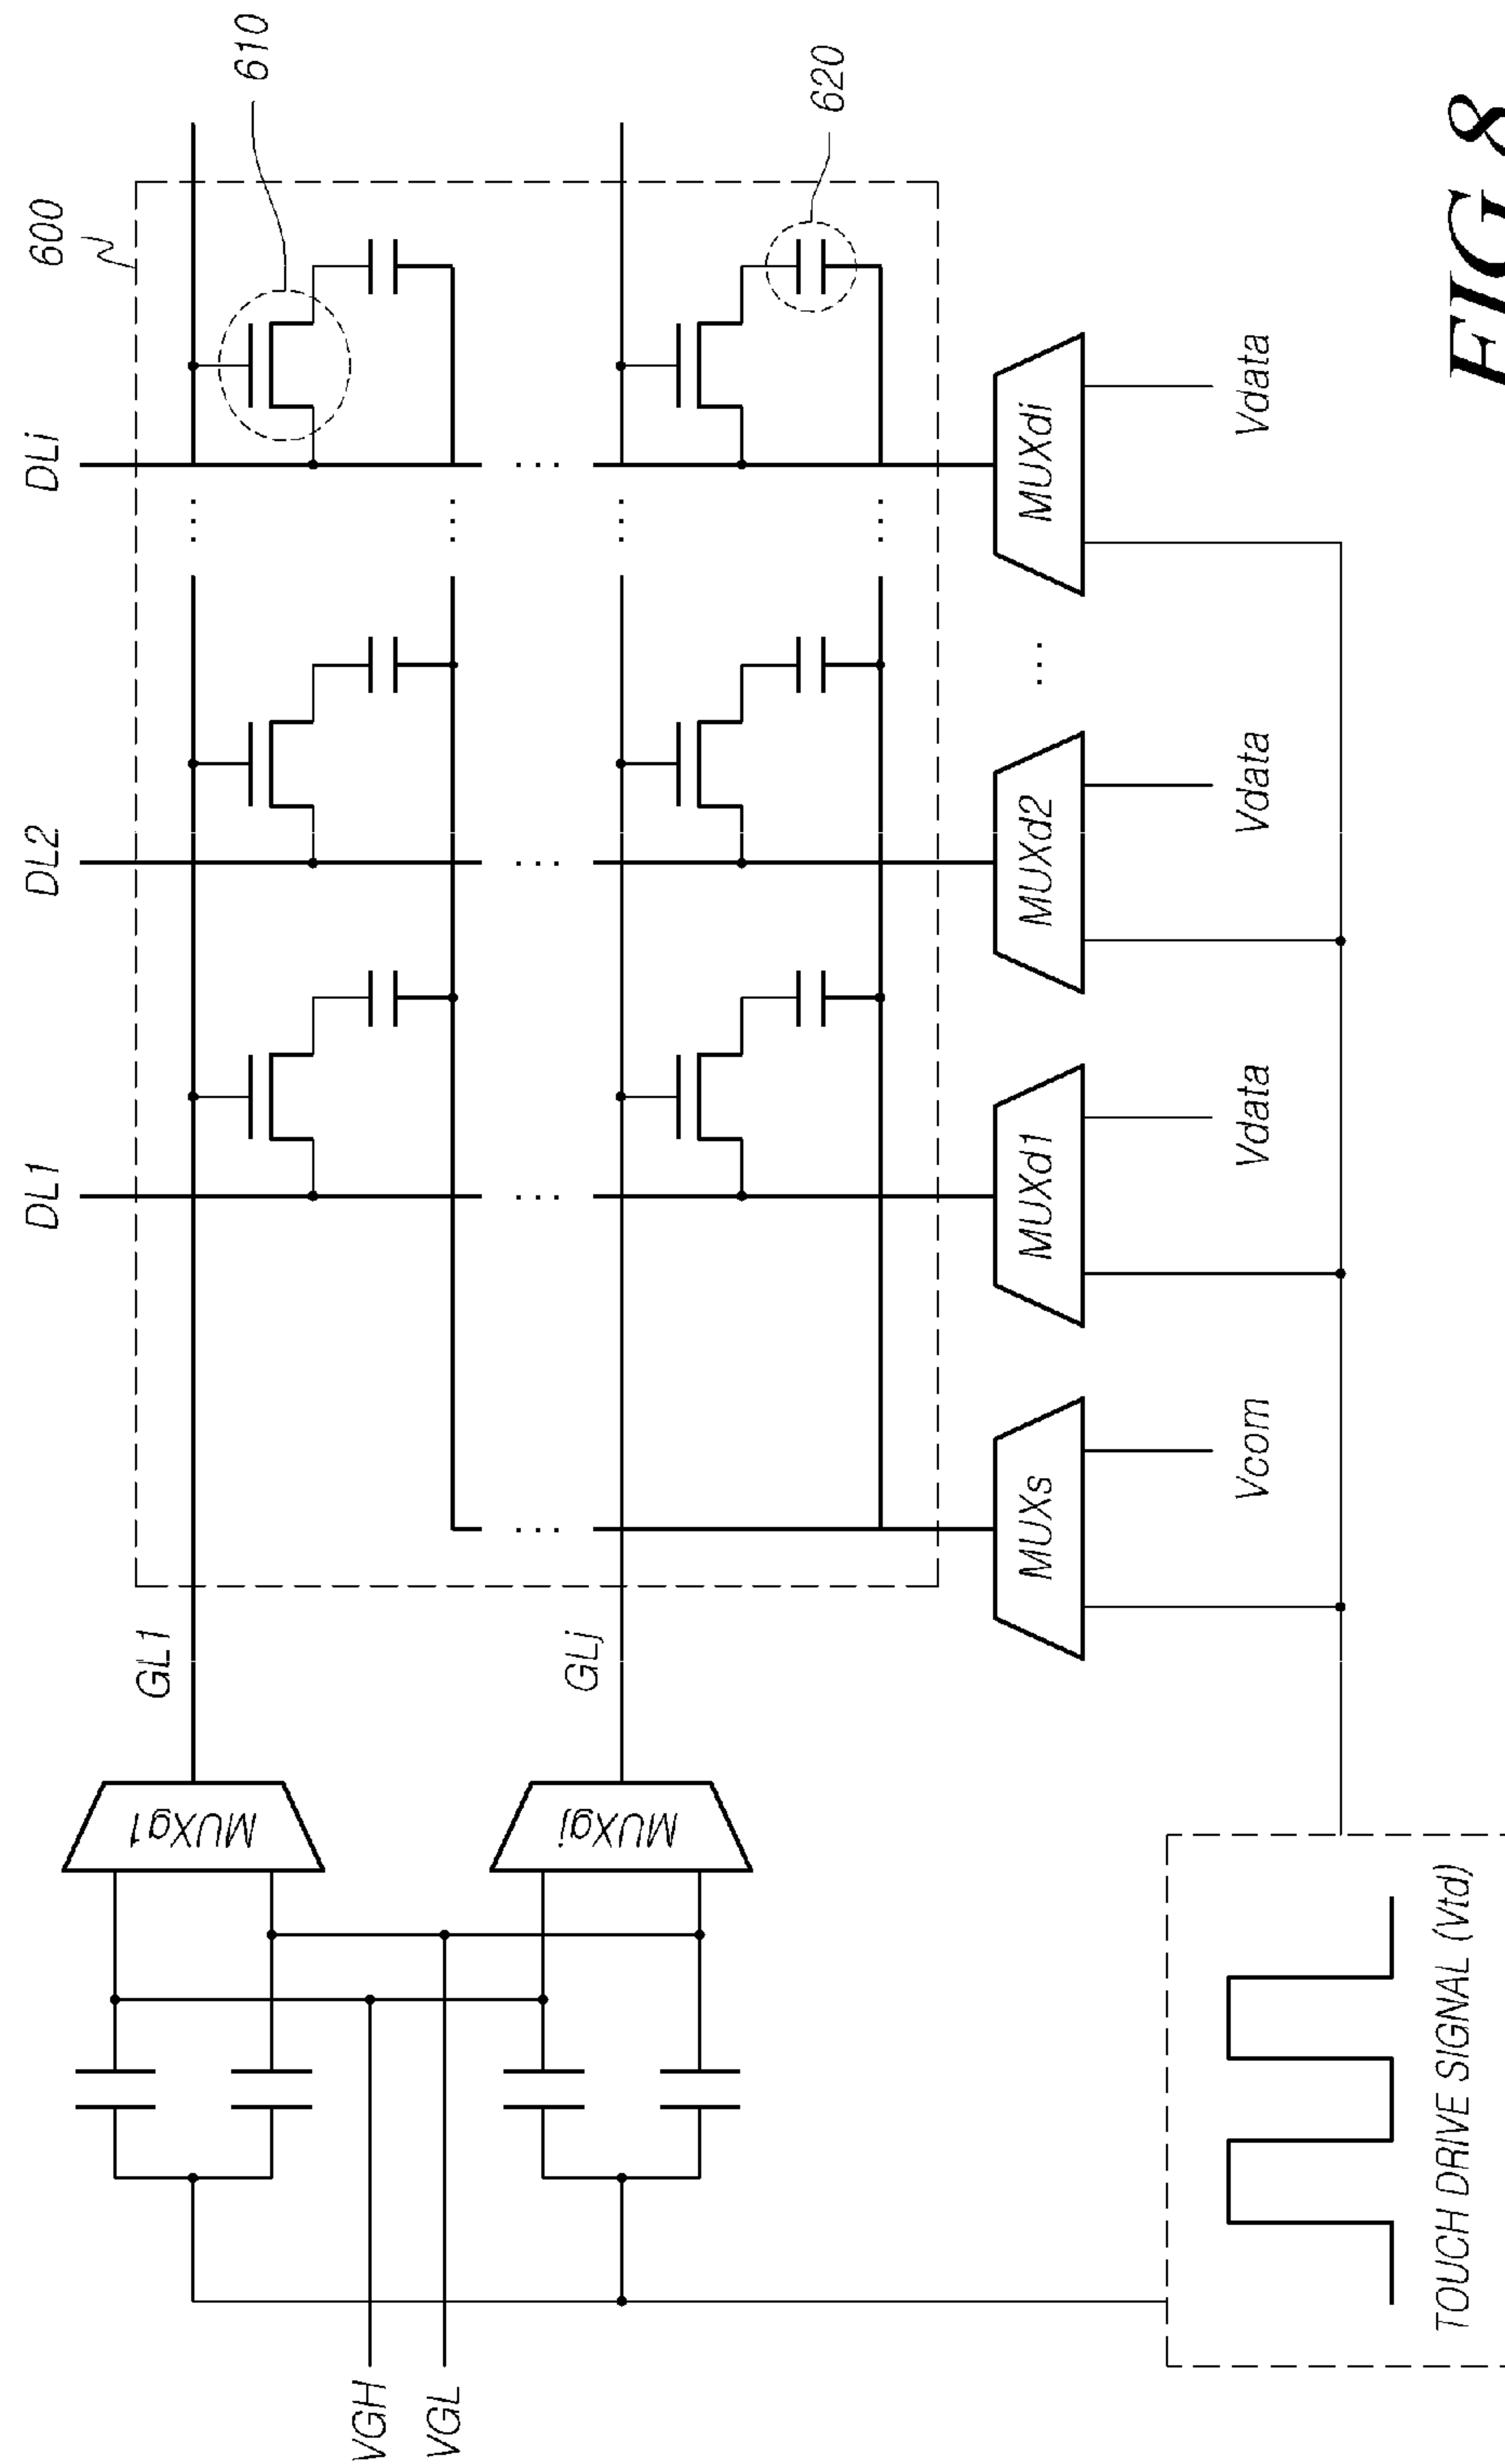 DL1
DL2
DLi
600
610
620
GL1
GLj
MUXg1
MUXgj
VGH
VGL
MUXs
MUXd1
MUXd2
MUXdi
...
Vcom
Vdata
Vdata
Vdata
TOUCH DRIVE SIGNAL (Vtd)
FIG.8